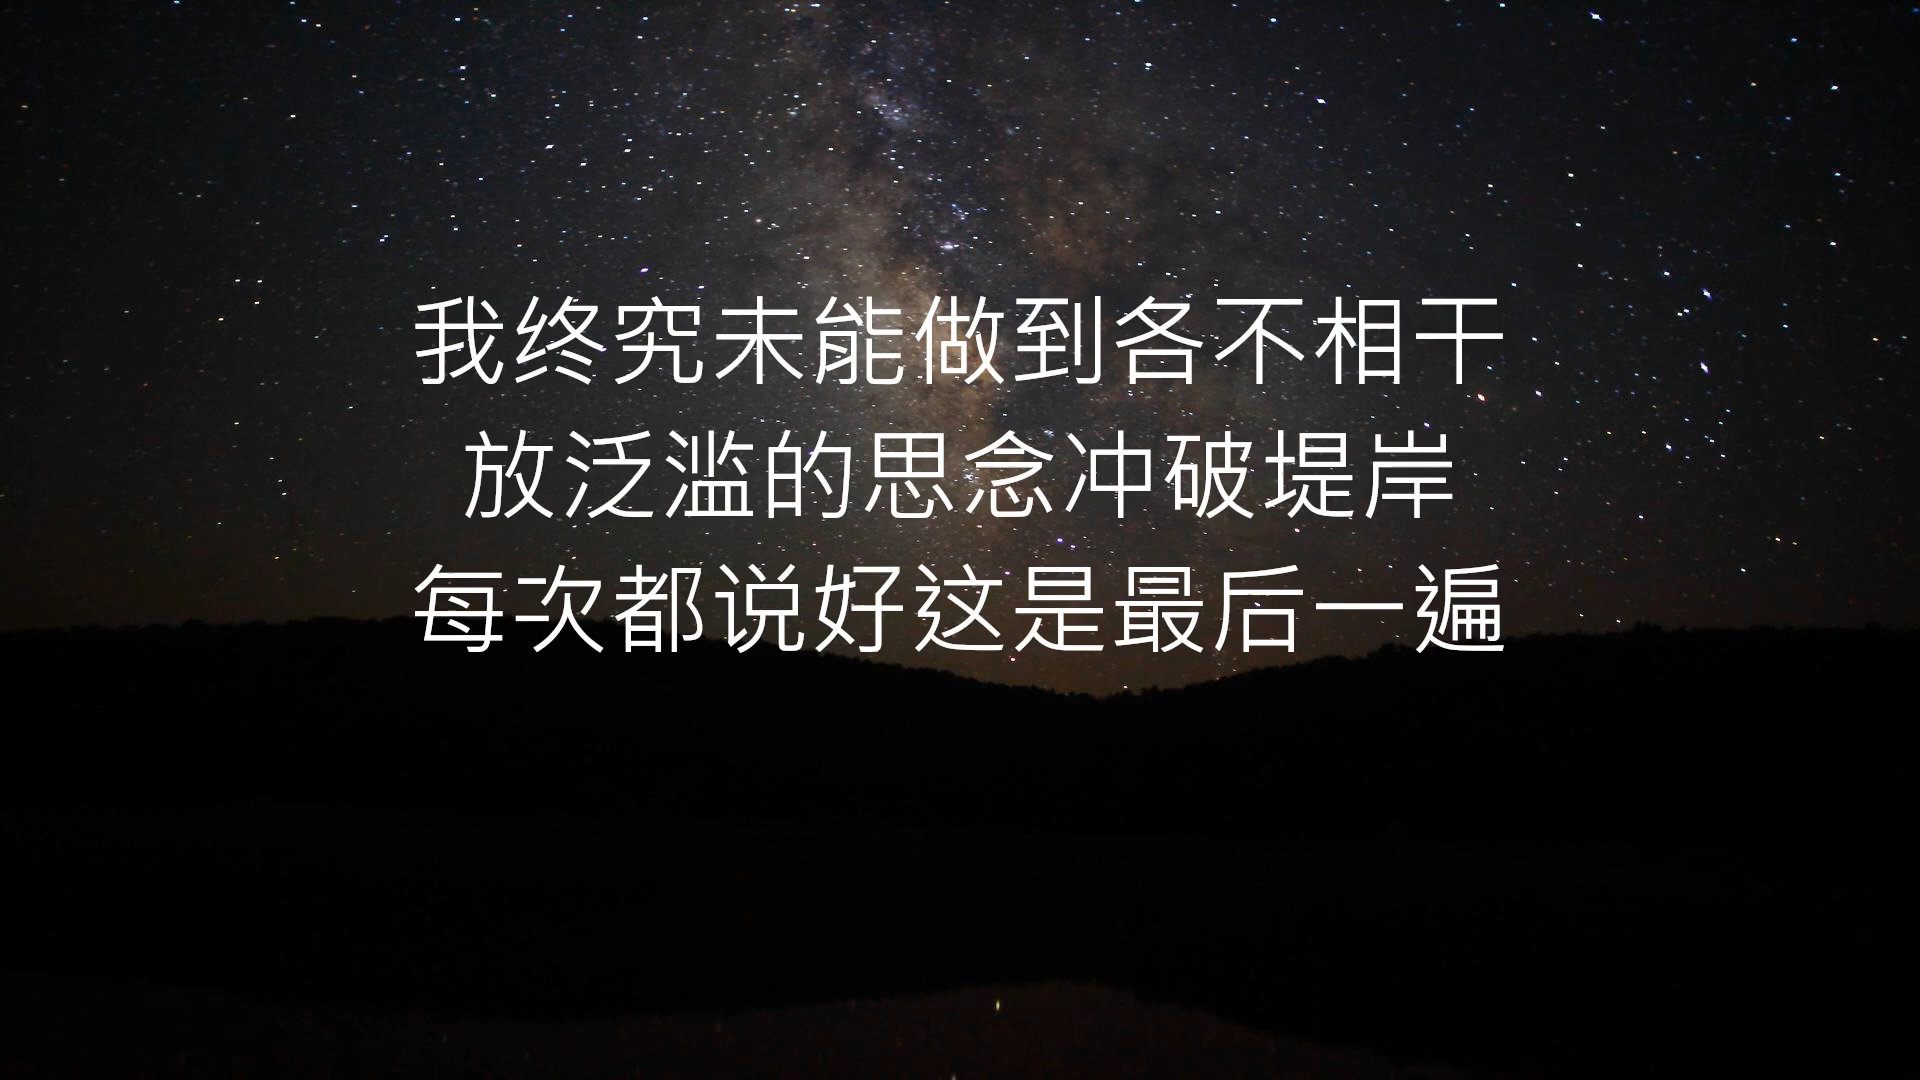 我终究未能做到各不相干
放泛滥的思念冲破堤岸
每次都说好这是最后一遍